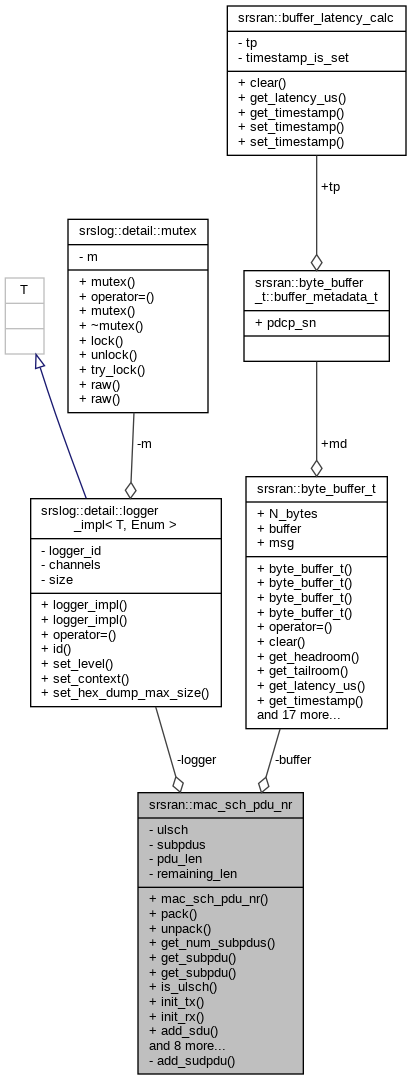 srsran::buffer_latency_calc
- tp
- timestamp_is_set
+ clear()
+ get_latency_us()
+ get_timestamp()
+ set_timestamp()
+ set_timestamp()
+tp
srslog::detail::mutex
- m
+ mutex()
+ operator=()
+ mutex()
+ ~mutex()
+ lock()
+ unlock()
+ try_lock()
+ raw()
+ raw()
srsran::byte_buffer
_t::buffer_metadata_t
+ pdcp_sn
T
-m
+md
srslog::detail::logger
_impl< T, Enum >
- logger_id
- channels
- size
+ logger_impl()
+ logger_impl()
+ operator=()
+ id()
+ set_level()
+ set_context()
+ set_hex_dump_max_size()
srsran::byte_buffer_t
+ N_bytes
+ buffer
+ msg
+ byte_buffer_t()
+ byte_buffer_t()
+ byte_buffer_t()
+ byte_buffer_t()
+ operator=()
+ clear()
+ get_headroom()
+ get_tailroom()
+ get_latency_us()
+ get_timestamp()
and 17 more...
-logger
-buffer
srsran::mac_sch_pdu_nr
- ulsch
- subpdus
- pdu_len
- remaining_len
+ mac_sch_pdu_nr()
+ pack()
+ unpack()
+ get_num_subpdus()
+ get_subpdu()
+ get_subpdu()
+ is_ulsch()
+ init_tx()
+ init_rx()
+ add_sdu()
and 8 more...
- add_sudpdu()